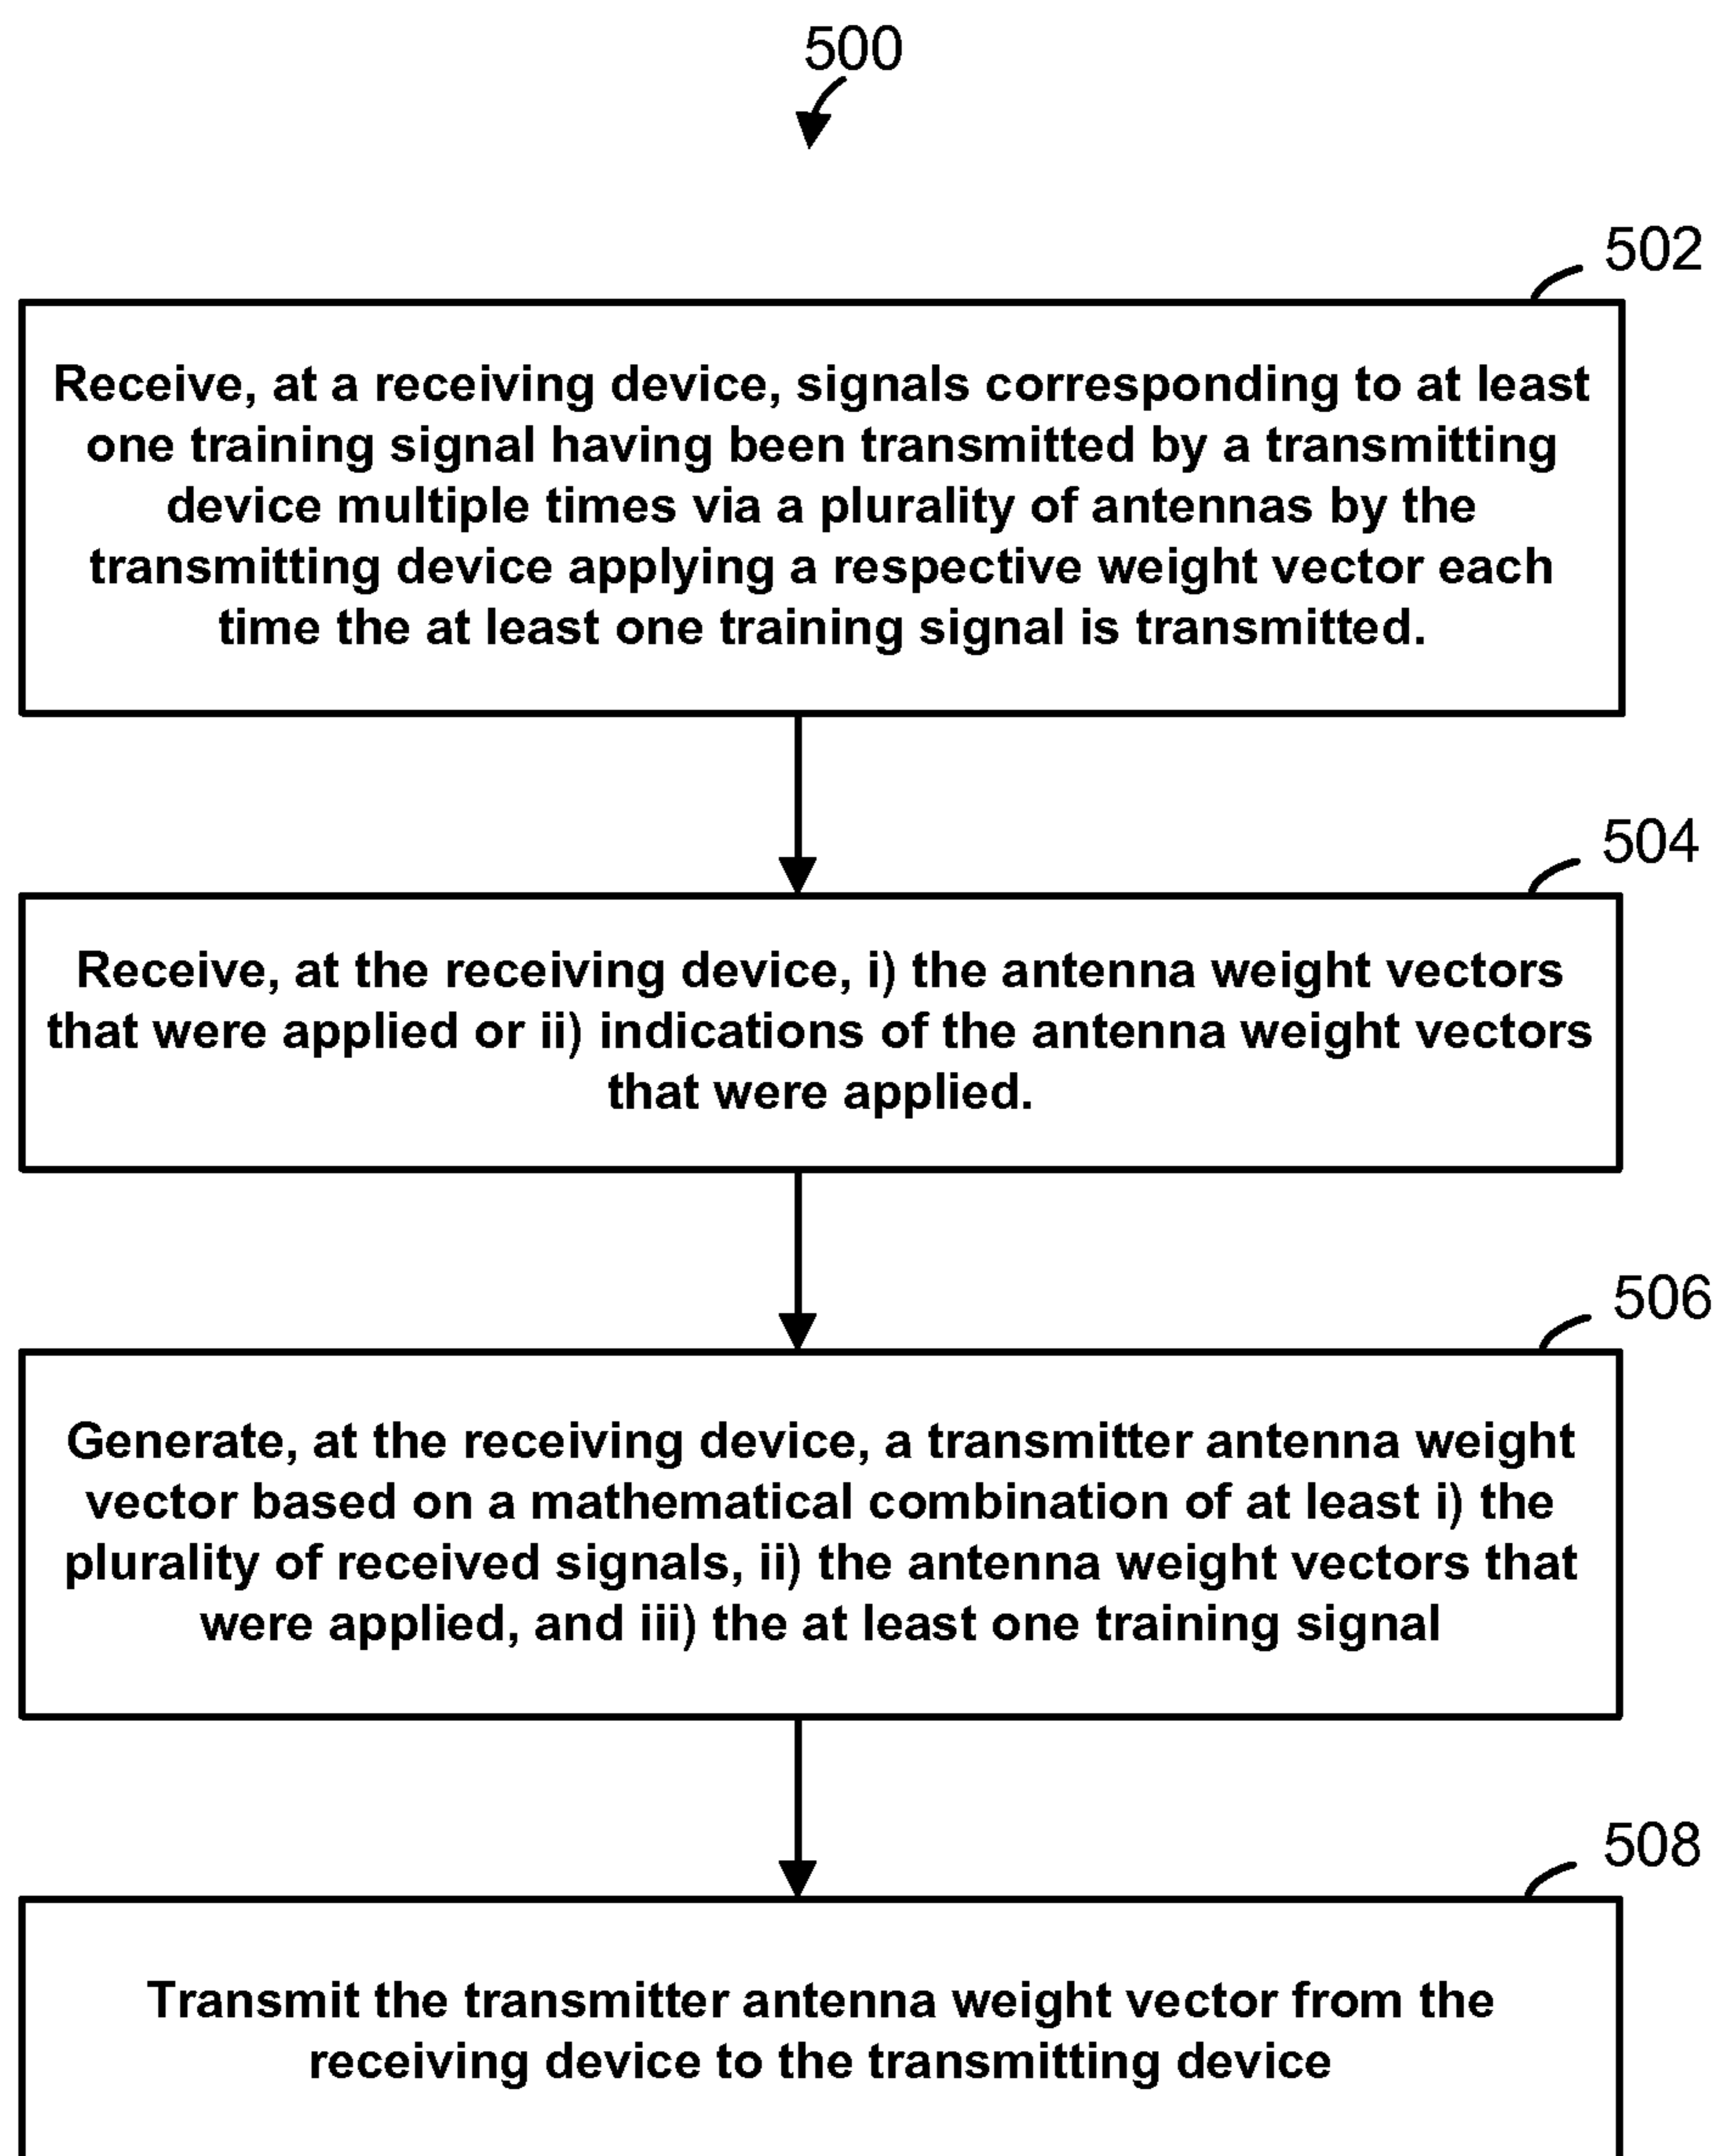 500
502
Receive, at a receiving device, signals corresponding to at least
one training signal having been transmitted by a transmitting
device multiple times via a plurality of antennas by the
transmitting device applying a respective weight vector each
time the at least one training signal is transmitted.
504
Receive, at the receiving device, i) the antenna weight vectors
that were applied or ii) indications of the antenna weight vectors
that were applied.
506
Generate, at the receiving device, a transmitter antenna weight
vector based on a mathematical combination of at least i) the
plurality of received signals, ii) the antenna weight vectors that
were applied, and iii) the at least one training signal
508
Transmit the transmitter antenna weight vector from the
receiving device to the transmitting device